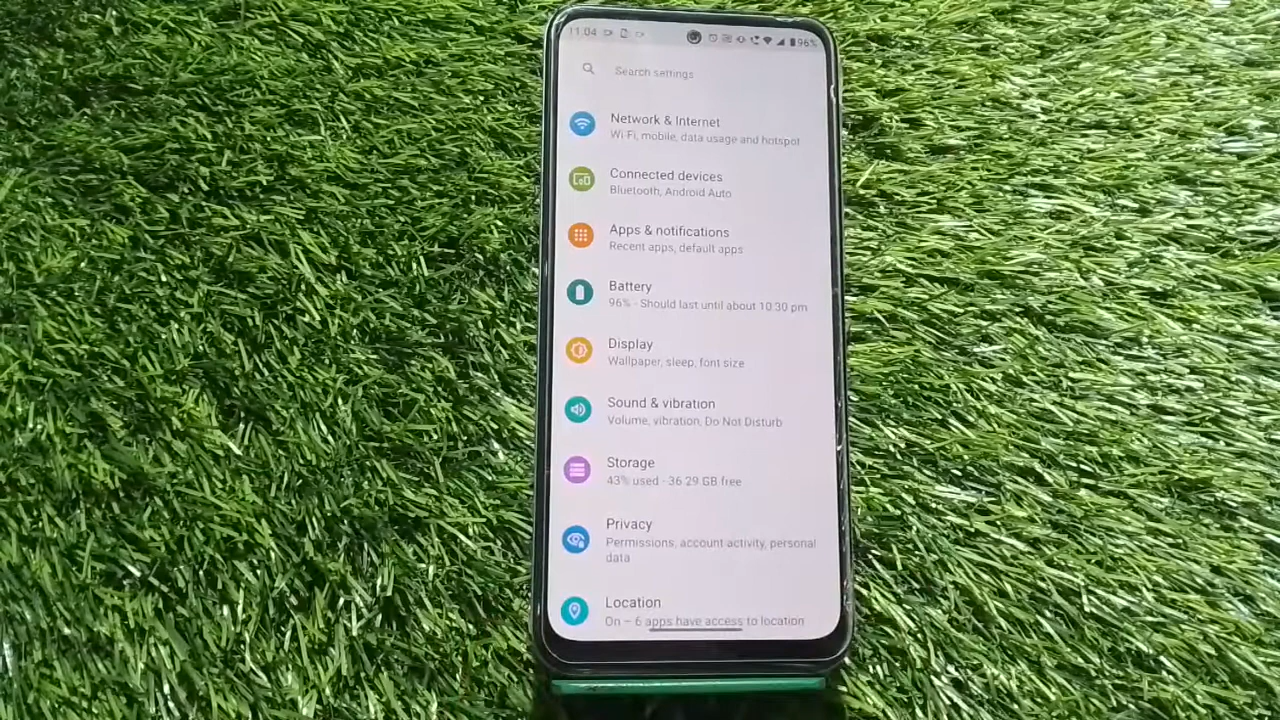 11:04
96%
Search settings
Network & Internet
Wi-Fi, mobile, data usage and hotspot
Connected devices
Bluetooth, Android Auto
Apps & notifications
Recent apps, default apps
Battery
96% - Should last until about 10:30 pm
Display
Wallpaper, sleep, font size
Sound & vibration
Volume, vibration, Do Not Disturb
Storage
43% used - 36.29 GB free
Privacy
Permissions, account activity, personal
data
Location
On – 6 apps have access to location